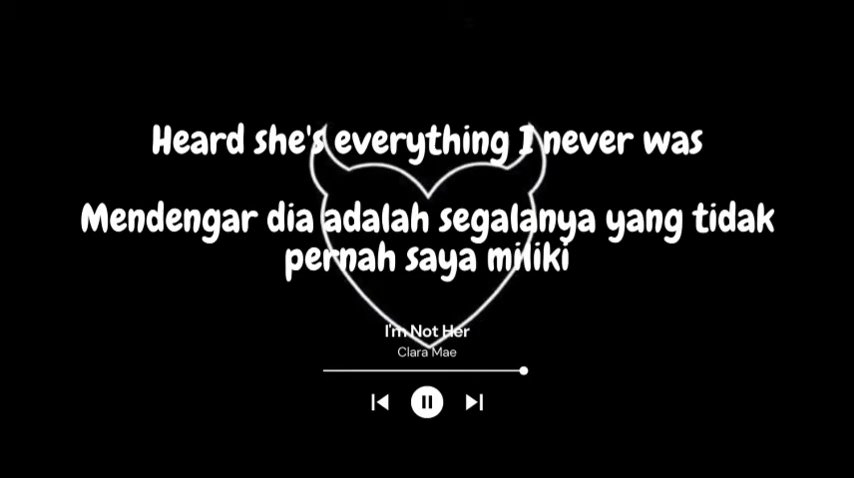 Heard she's everything I never was
Mendengar dia adalah segalanya yang tidak
pernah saya miliki
I'm Not Her
Clara Mae